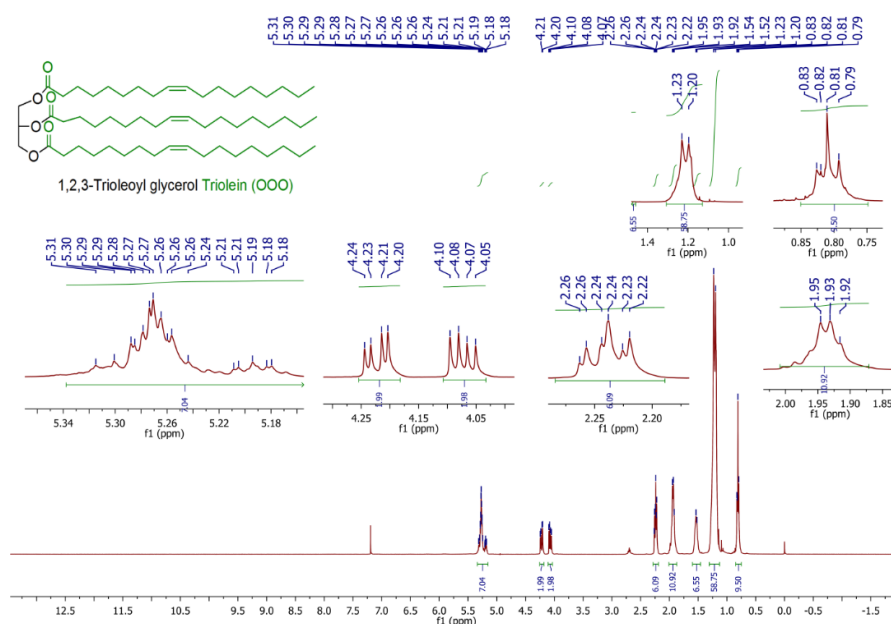 5.31 5.30 5.29 5.29 5.28 5.27 5.27 5.26 5.26 5.26 5.24 5.21 5.21 5.19 5.18 5.18 4.21 4.20 4.10 4.08 4.07 2.26 2.26 2.24 2.24 2.23 2.22 1.95 1.93 1.92 1.54 1.52 1.23 1.20 0.83 0.82 0.81 0.79
O O
O O
O O
1,2,3-Trioleoyl glycerol Triolein (OOO)
1.23 1.20
6.55 58.75
1.4 1.2 1.0
f1 (ppm)
0.83 0.82 0.81 0.79
9.50
0.85 0.80 0.75
f1 (ppm)
5.31 5.30 5.29 5.29 5.28 5.27 5.27 5.26 5.26 5.26 5.24 5.21 5.21 5.19 5.18 5.18
7.04
5.34 5.30 5.26 5.22 5.18
f1 (ppm)
4.24 4.23 4.21 4.20 4.10 4.08 4.07 4.05
1.99 1.98
4.25 4.15 4.05
f1 (ppm)
2.26 2.26 2.24 2.24 2.23 2.22
6.09
2.25 2.20
f1 (ppm)
1.95 1.93 1.92
10.92
2.00 1.95 1.90 1.85
f1 (ppm)
7.04 1.99 1.98 6.09 10.92 6.55 58.75 9.50
12.5 11.5 10.5 9.5 8.5 7.5 6.5 5.5 5.0 4.5 4.0 3.5 3.0 2.5 2.0 1.5 1.0 0.5 0.0 -0.5
f1 (ppm)